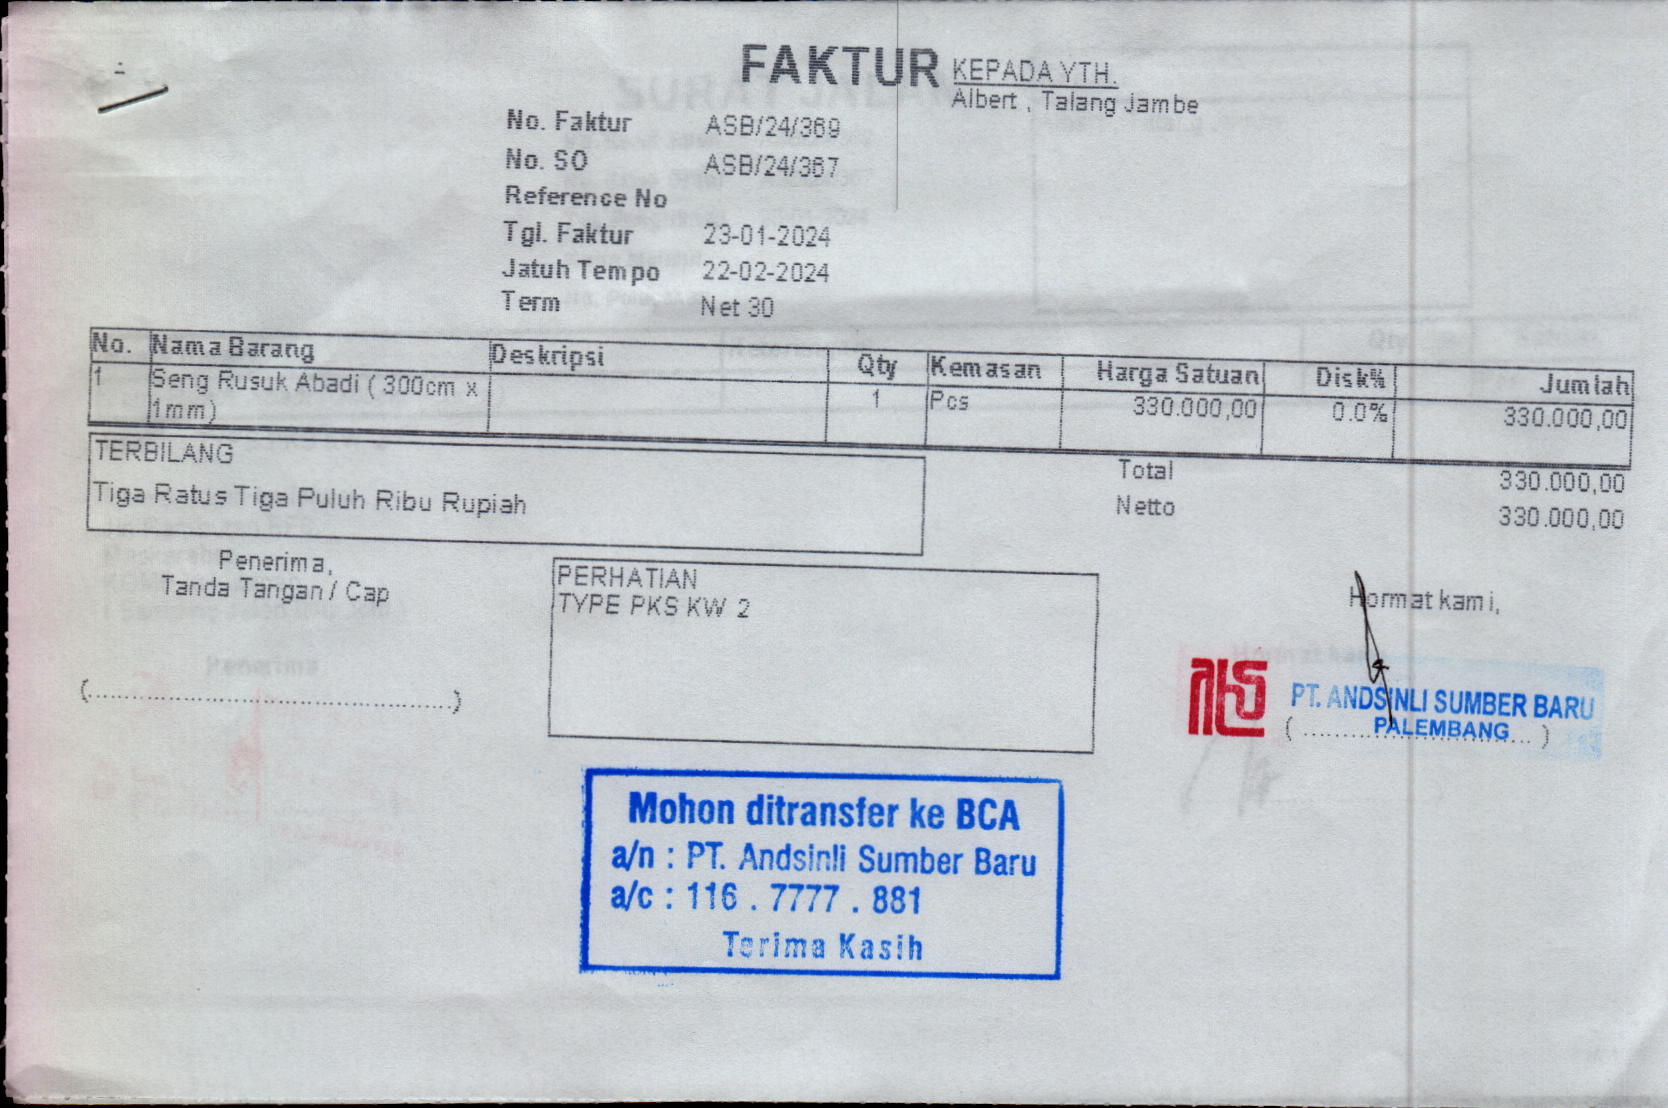 FAKTUR
KEPADA YTH.
Albert , Talang Jambe
No. Faktur ASB/24/369
No. SO ASB/24/367
Reference No
Tgl. Faktur 23-01-2024
Jatuh Tempo 22-02-2024
Term Net 30
No. Nama Barang Deskripsi Qty Kemasan Harga Satuan Disk% Jumlah
1 Seng Rusuk Abadi ( 300cm x 1 Pcs 330.000,00 0.0% 330.000,00
1mm)
TERBILANG
Tiga Ratus Tiga Puluh Ribu Rupiah
Total 330.000,00
Netto 330.000,00
Penerima,
Tanda Tangan / Cap
(................................................)
PERHATIAN
TYPE PKS KW 2
Hormat kami,
PT. ANDSINLI SUMBER BARU
PALEMBANG
Mohon ditransfer ke BCA
a/n : PT. Andsinli Sumber Baru
a/c : 116 . 7777 . 881
Terima Kasih